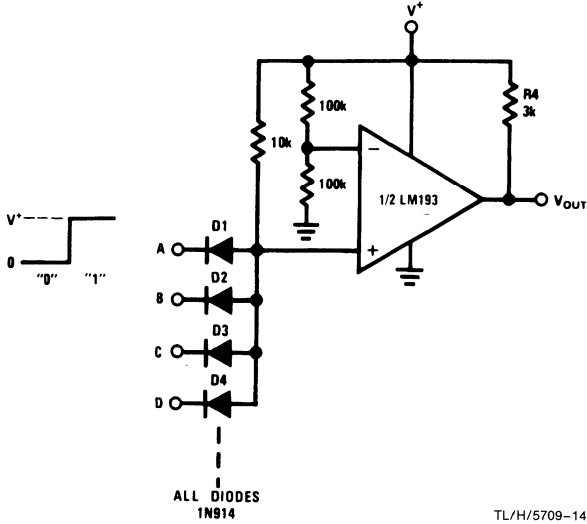 V+
R4
3k
100k
10k
−
100k
1/2 LM193
VOUT
V+
0
"0" "1"
D1
A
+
D2
B
D3
C
D4
D
ALL DIODES
1N914
TL/H/5709-14